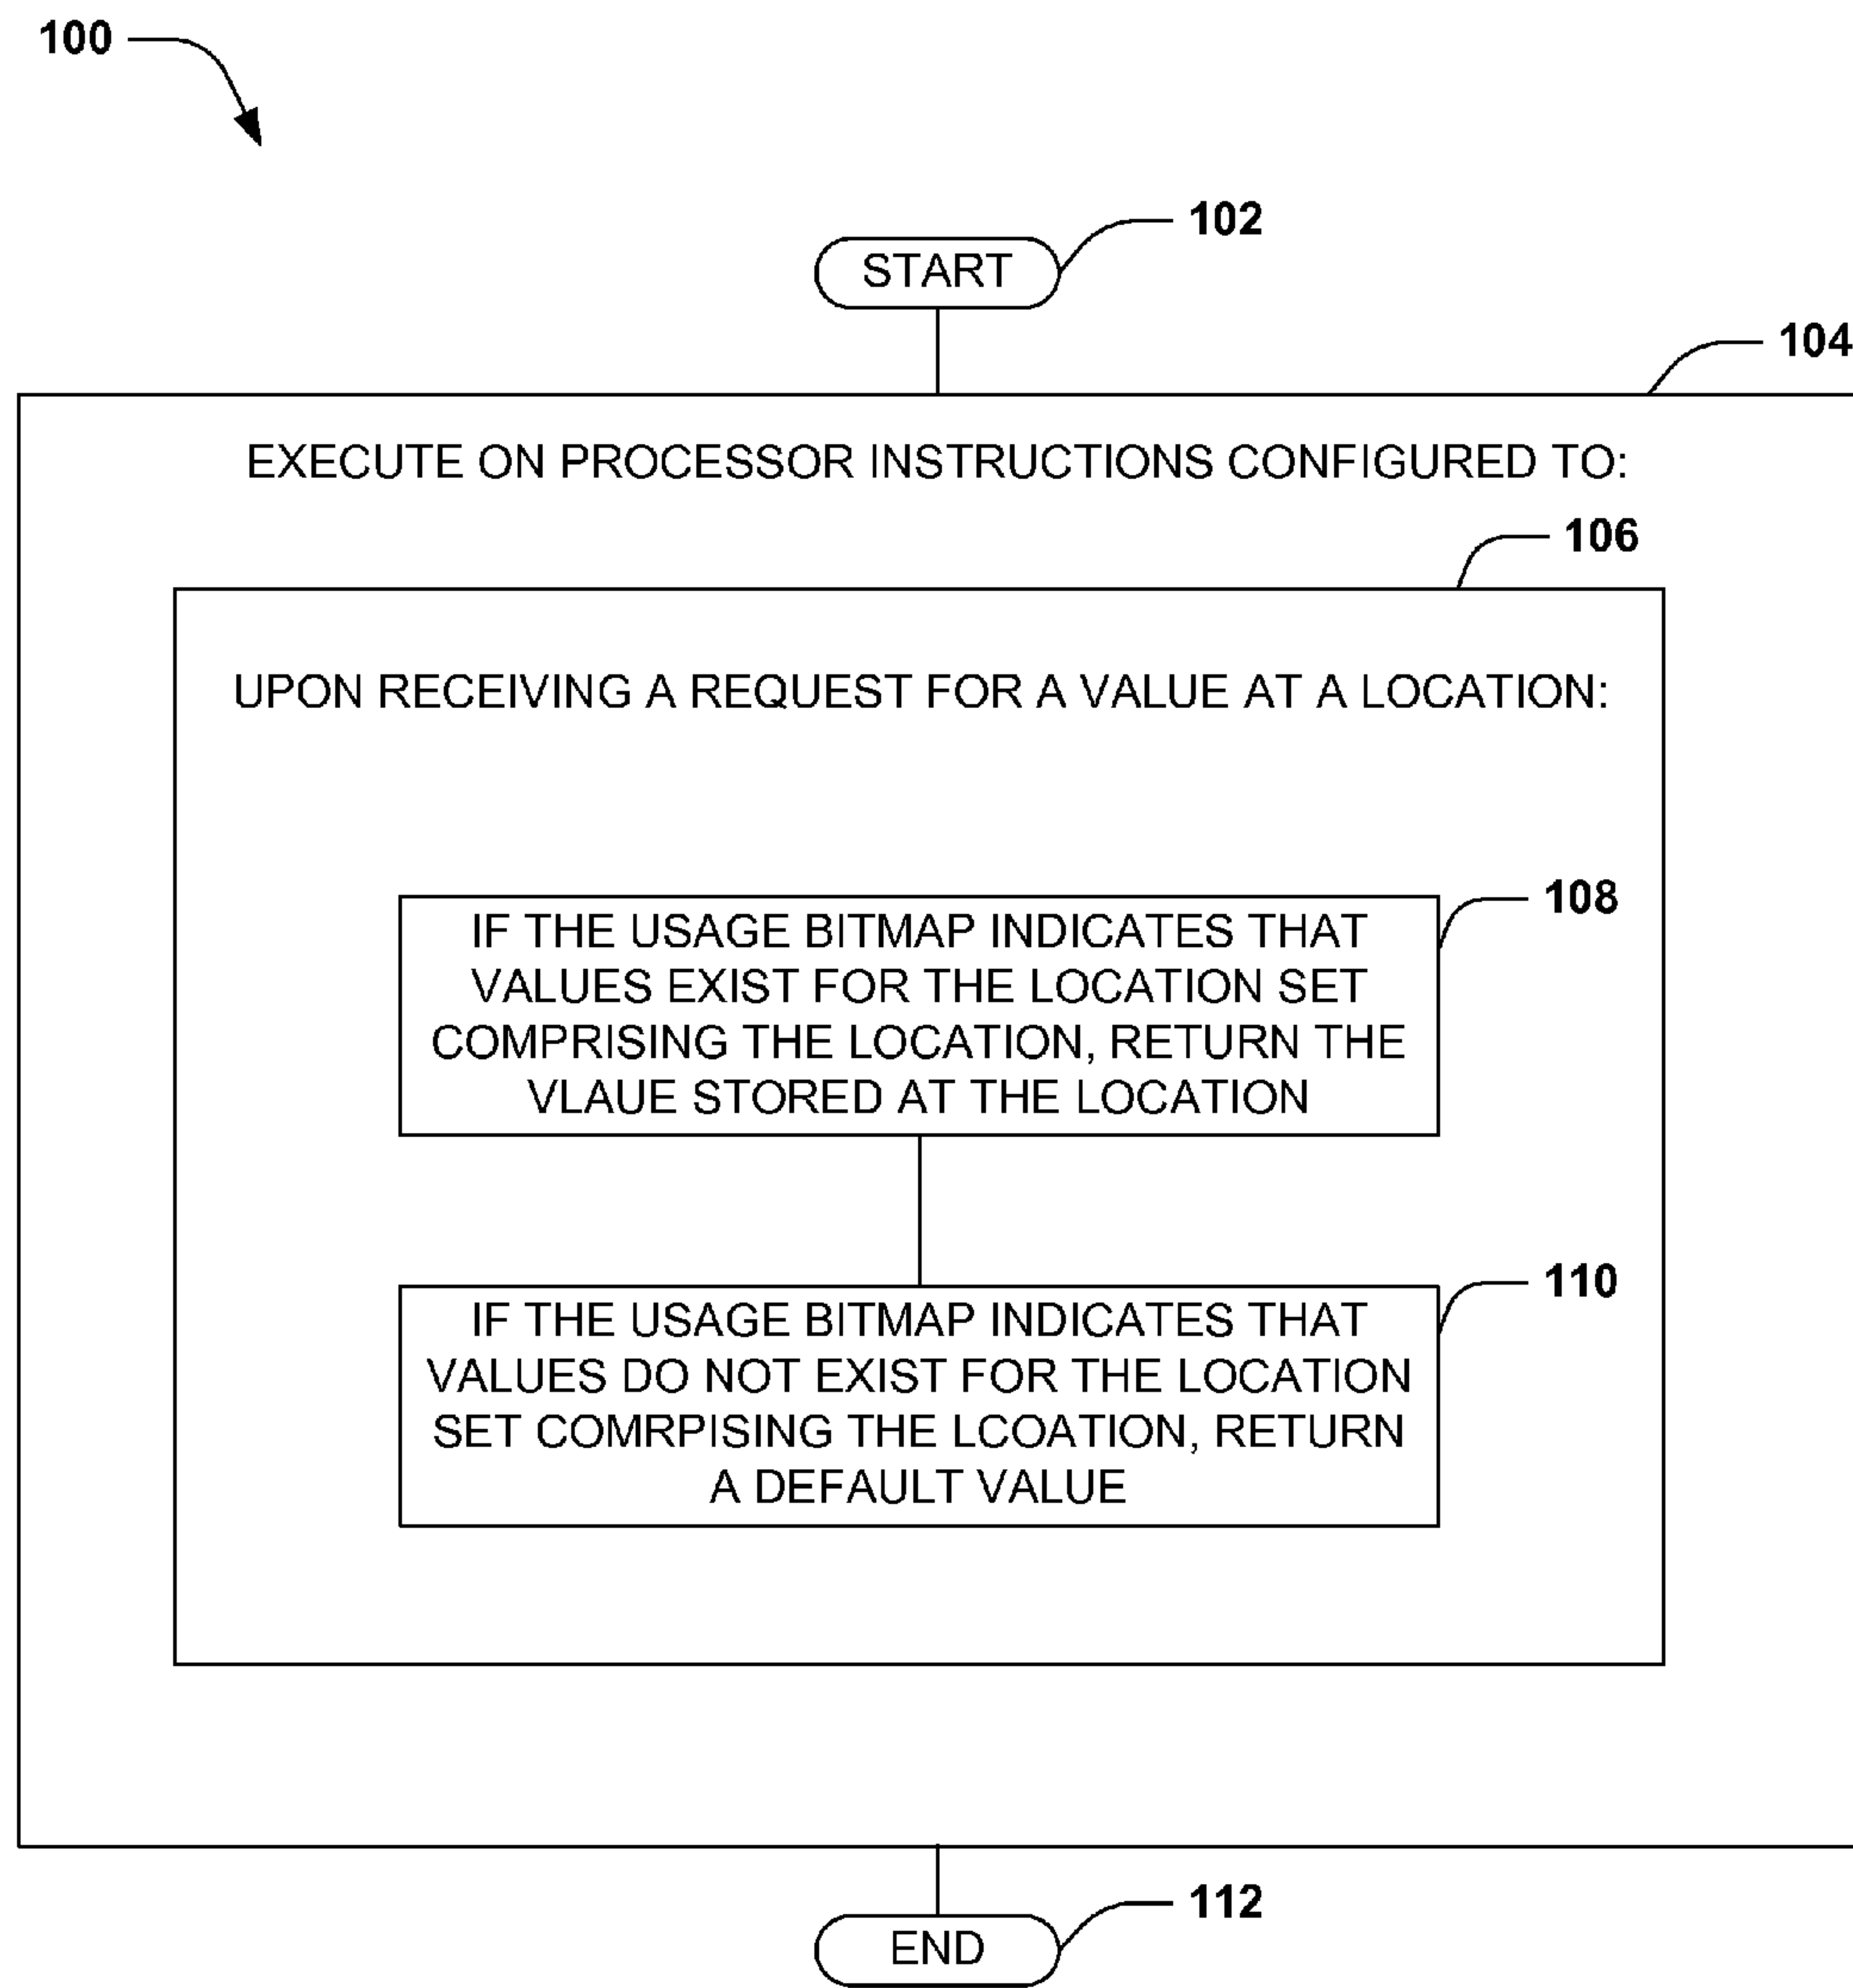 100
102
START
104
EXECUTE ON PROCESSOR INSTRUCTIONS CONFIGURED TO:
106
UPON RECEIVING A REQUEST FOR A VALUE AT A LOCATION:
108
IF THE USAGE BITMAP INDICATES THAT
VALUES EXIST FOR THE LOCATION SET
COMPRISING THE LOCATION, RETURN THE
VLAUE STORED AT THE LOCATION
110
IF THE USAGE BITMAP INDICATES THAT
VALUES DO NOT EXIST FOR THE LOCATION
SET COMRPISING THE LCOATION, RETURN
A DEFAULT VALUE
112
END